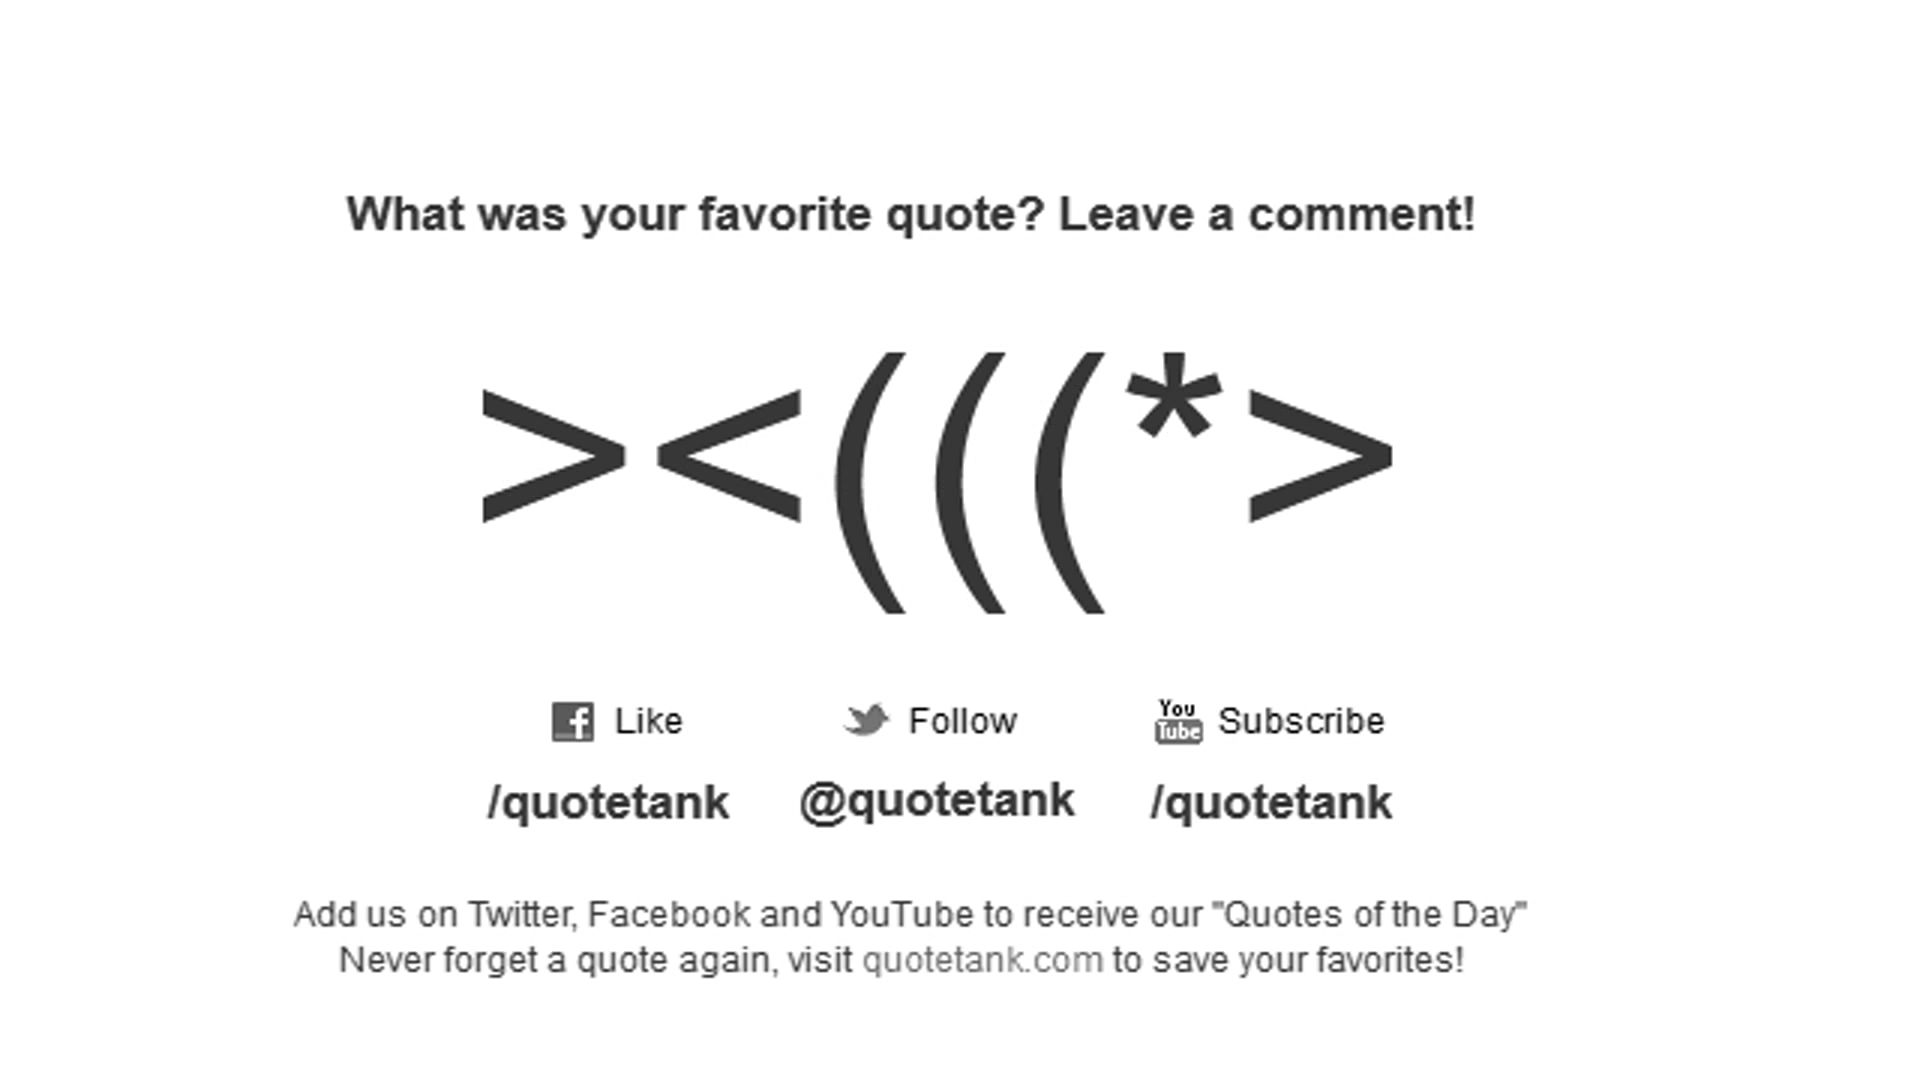 What was your favorite quote? Leave a comment!
><(((*>
f Like Follow You Tube Subscribe
/quotetank @quotetank /quotetank
Add us on Twitter, Facebook and YouTube to receive our "Quotes of the Day"
Never forget a quote again, visit quotetank.com to save your favorites!